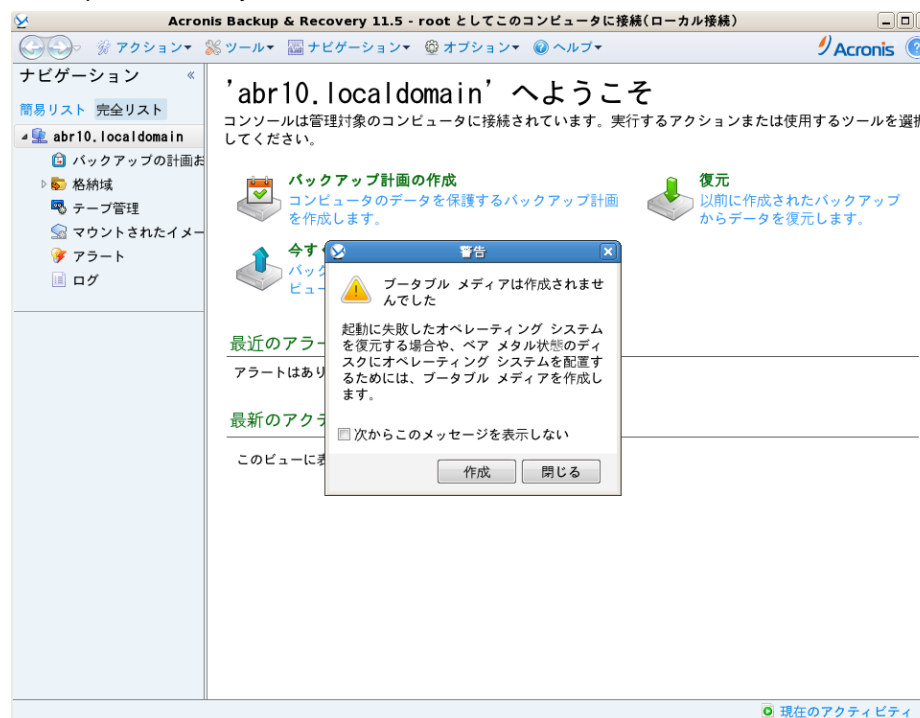 Acronis Backup & Recovery 11.5 - root としてこのコンピュータに接続(ローカル接続)
アクション ツール ナビゲーション オプション ヘルプ Acronis
ナビゲーション «
簡易リスト 完全リスト
abr10.localdomain
バックアップの計画お
格納域
テープ管理
マウントされたイメー
アラート
ログ
'abr10.localdomain' へようこそ
コンソールは管理対象のコンピュータに接続されています。実行するアクションまたは使用するツールを選択
してください。
バックアップ計画の作成
コンピュータのデータを保護するバックアップ計画
を作成します。
復元
以前に作成されたバックアップ
からデータを復元します。
今す
バック
ビュー
最近のアラー
アラートはあり
最新のアクテ
このビューに表
警告
ブータブル メディアは作成されませ
んでした
起動に失敗したオペレーティング システム
を復元する場合や、ベア メタル状態のディ
スクにオペレーティング システムを配置す
るためには、ブータブル メディアを作成し
ます。
次からこのメッセージを表示しない
作成 閉じる
現在のアクティビティ